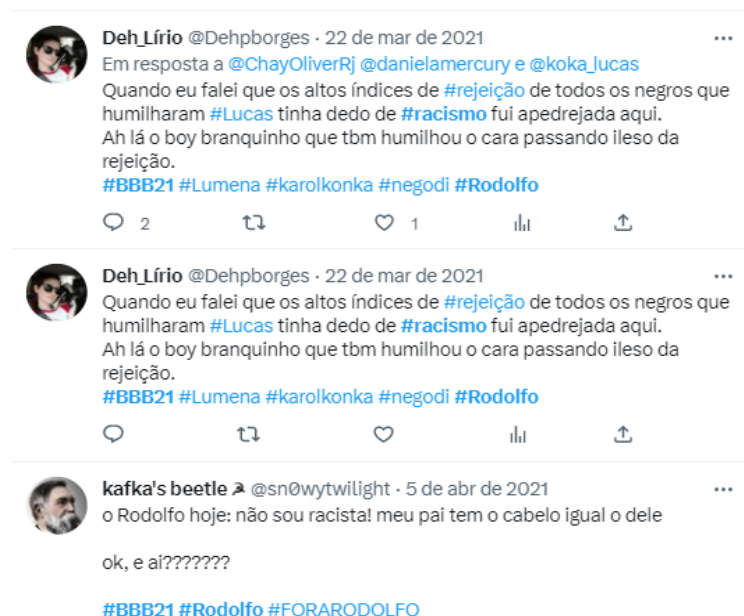 Deh_Lírio @Dehpborges · 22 de mar de 2021
Em resposta a @ChayOliverRj @danielamercury e @koka_lucas
Quando eu falei que os altos índices de #rejeição de todos os negros que
humilharam #Lucas tinha dedo de #racismo fui apedrejada aqui.
Ah lá o boy branquinho que tbm humilhou o cara passando ileso da
rejeição.
#BBB21 #Lumena #karolkonka #negodi #Rodolfo
2 1
Deh_Lírio @Dehpborges · 22 de mar de 2021
Quando eu falei que os altos índices de #rejeição de todos os negros que
humilharam #Lucas tinha dedo de #racismo fui apedrejada aqui.
Ah lá o boy branquinho que tbm humilhou o cara passando ileso da
rejeição.
#BBB21 #Lumena #karolkonka #negodi #Rodolfo
kafka's beetle ☭ @sn0wytwilight · 5 de abr de 2021
o Rodolfo hoje: não sou racista! meu pai tem o cabelo igual o dele
ok, e ai???????
#BBB21 #Rodolfo #FORARODOLFO